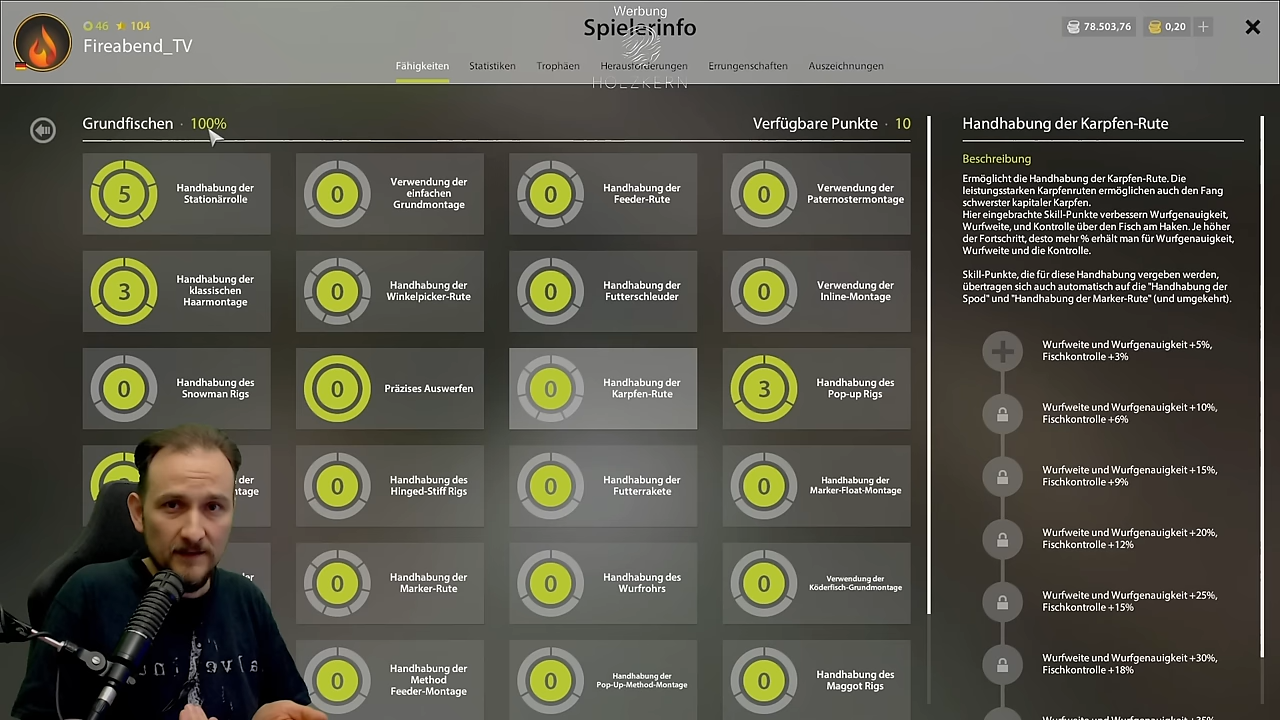 Werbung
46 104
Spielerinfo
78.503,76 0,20
Fireabend_TV
HOLZKERN
Fähigkeiten Statistiken Trophäen Herausforderungen Errungenschaften Auszeichnungen
Grundfischen · 100%
Verfügbare Punkte · 10
5
Handhabung der
Stationärrolle
0
Verwendung der
einfachen
Grundmontage
0
Handhabung der
Feeder-Rute
0
Verwendung der
Paternostermontage
3
Handhabung der
klassischen
Haarmontage
0
Handhabung der
Winkelpicker-Rute
0
Handhabung der
Futterschleuder
0
Verwendung der
Inline-Montage
0
Handhabung des
Snowman Rigs
0
Präzises Auswerfen
0
Handhabung der
Karpfen-Rute
3
Handhabung des
Pop-up Rigs
der
ntage
0
Handhabung des
Hinged-Stiff Rigs
0
Handhabung der
Futterrakete
0
Handhabung der
Marker-Float-Montage
der
0
Handhabung der
Marker-Rute
0
Handhabung des
Wurfrohrs
0
Verwendung der
Köderfisch-Grundmontage
0
Handhabung der
Method
Feeder-Montage
0
Handhabung der
Pop-Up-Method-Montage
0
Handhabung des
Maggot Rigs
Handhabung der Karpfen-Rute
Beschreibung
Ermöglicht die Handhabung der Karpfen-Rute. Die
leistungsstarken Karpfenruten ermöglichen auch den Fang
schwerster kapitaler Karpfen.
Hier eingebrachte Skill-Punkte verbessern Wurfgenauigkeit,
Wurfweite, und Kontrolle über den Fisch am Haken. Je höher
der Fortschritt, desto mehr % erhält man für Wurfgenauigkeit,
Wurfweite und die Kontrolle.
Skill-Punkte, die für diese Handhabung vergeben werden,
übertragen sich auch automatisch auf die "Handhabung der
Spod" und "Handhabung der Marker-Rute" (und umgekehrt).
Wurfweite und Wurfgenauigkeit +5%,
Fischkontrolle +3%
Wurfweite und Wurfgenauigkeit +10%,
Fischkontrolle +6%
Wurfweite und Wurfgenauigkeit +15%,
Fischkontrolle +9%
Wurfweite und Wurfgenauigkeit +20%,
Fischkontrolle +12%
Wurfweite und Wurfgenauigkeit +25%,
Fischkontrolle +15%
Wurfweite und Wurfgenauigkeit +30%,
Fischkontrolle +18%